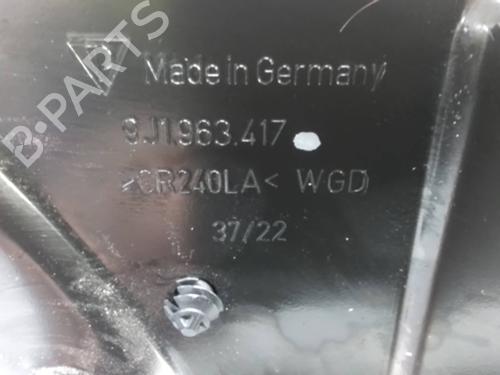 Made in Germany
9J1.963.417
>CR240LA< WGD
37/22
B-PARTS